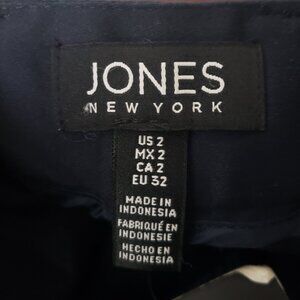 JONES
NEW YORK
US 2
MX 2
CA 2
EU 32
MADE IN
INDONESIA
FABRIQUÉ EN
INDONESIE
HECHO EN
INDONESIA